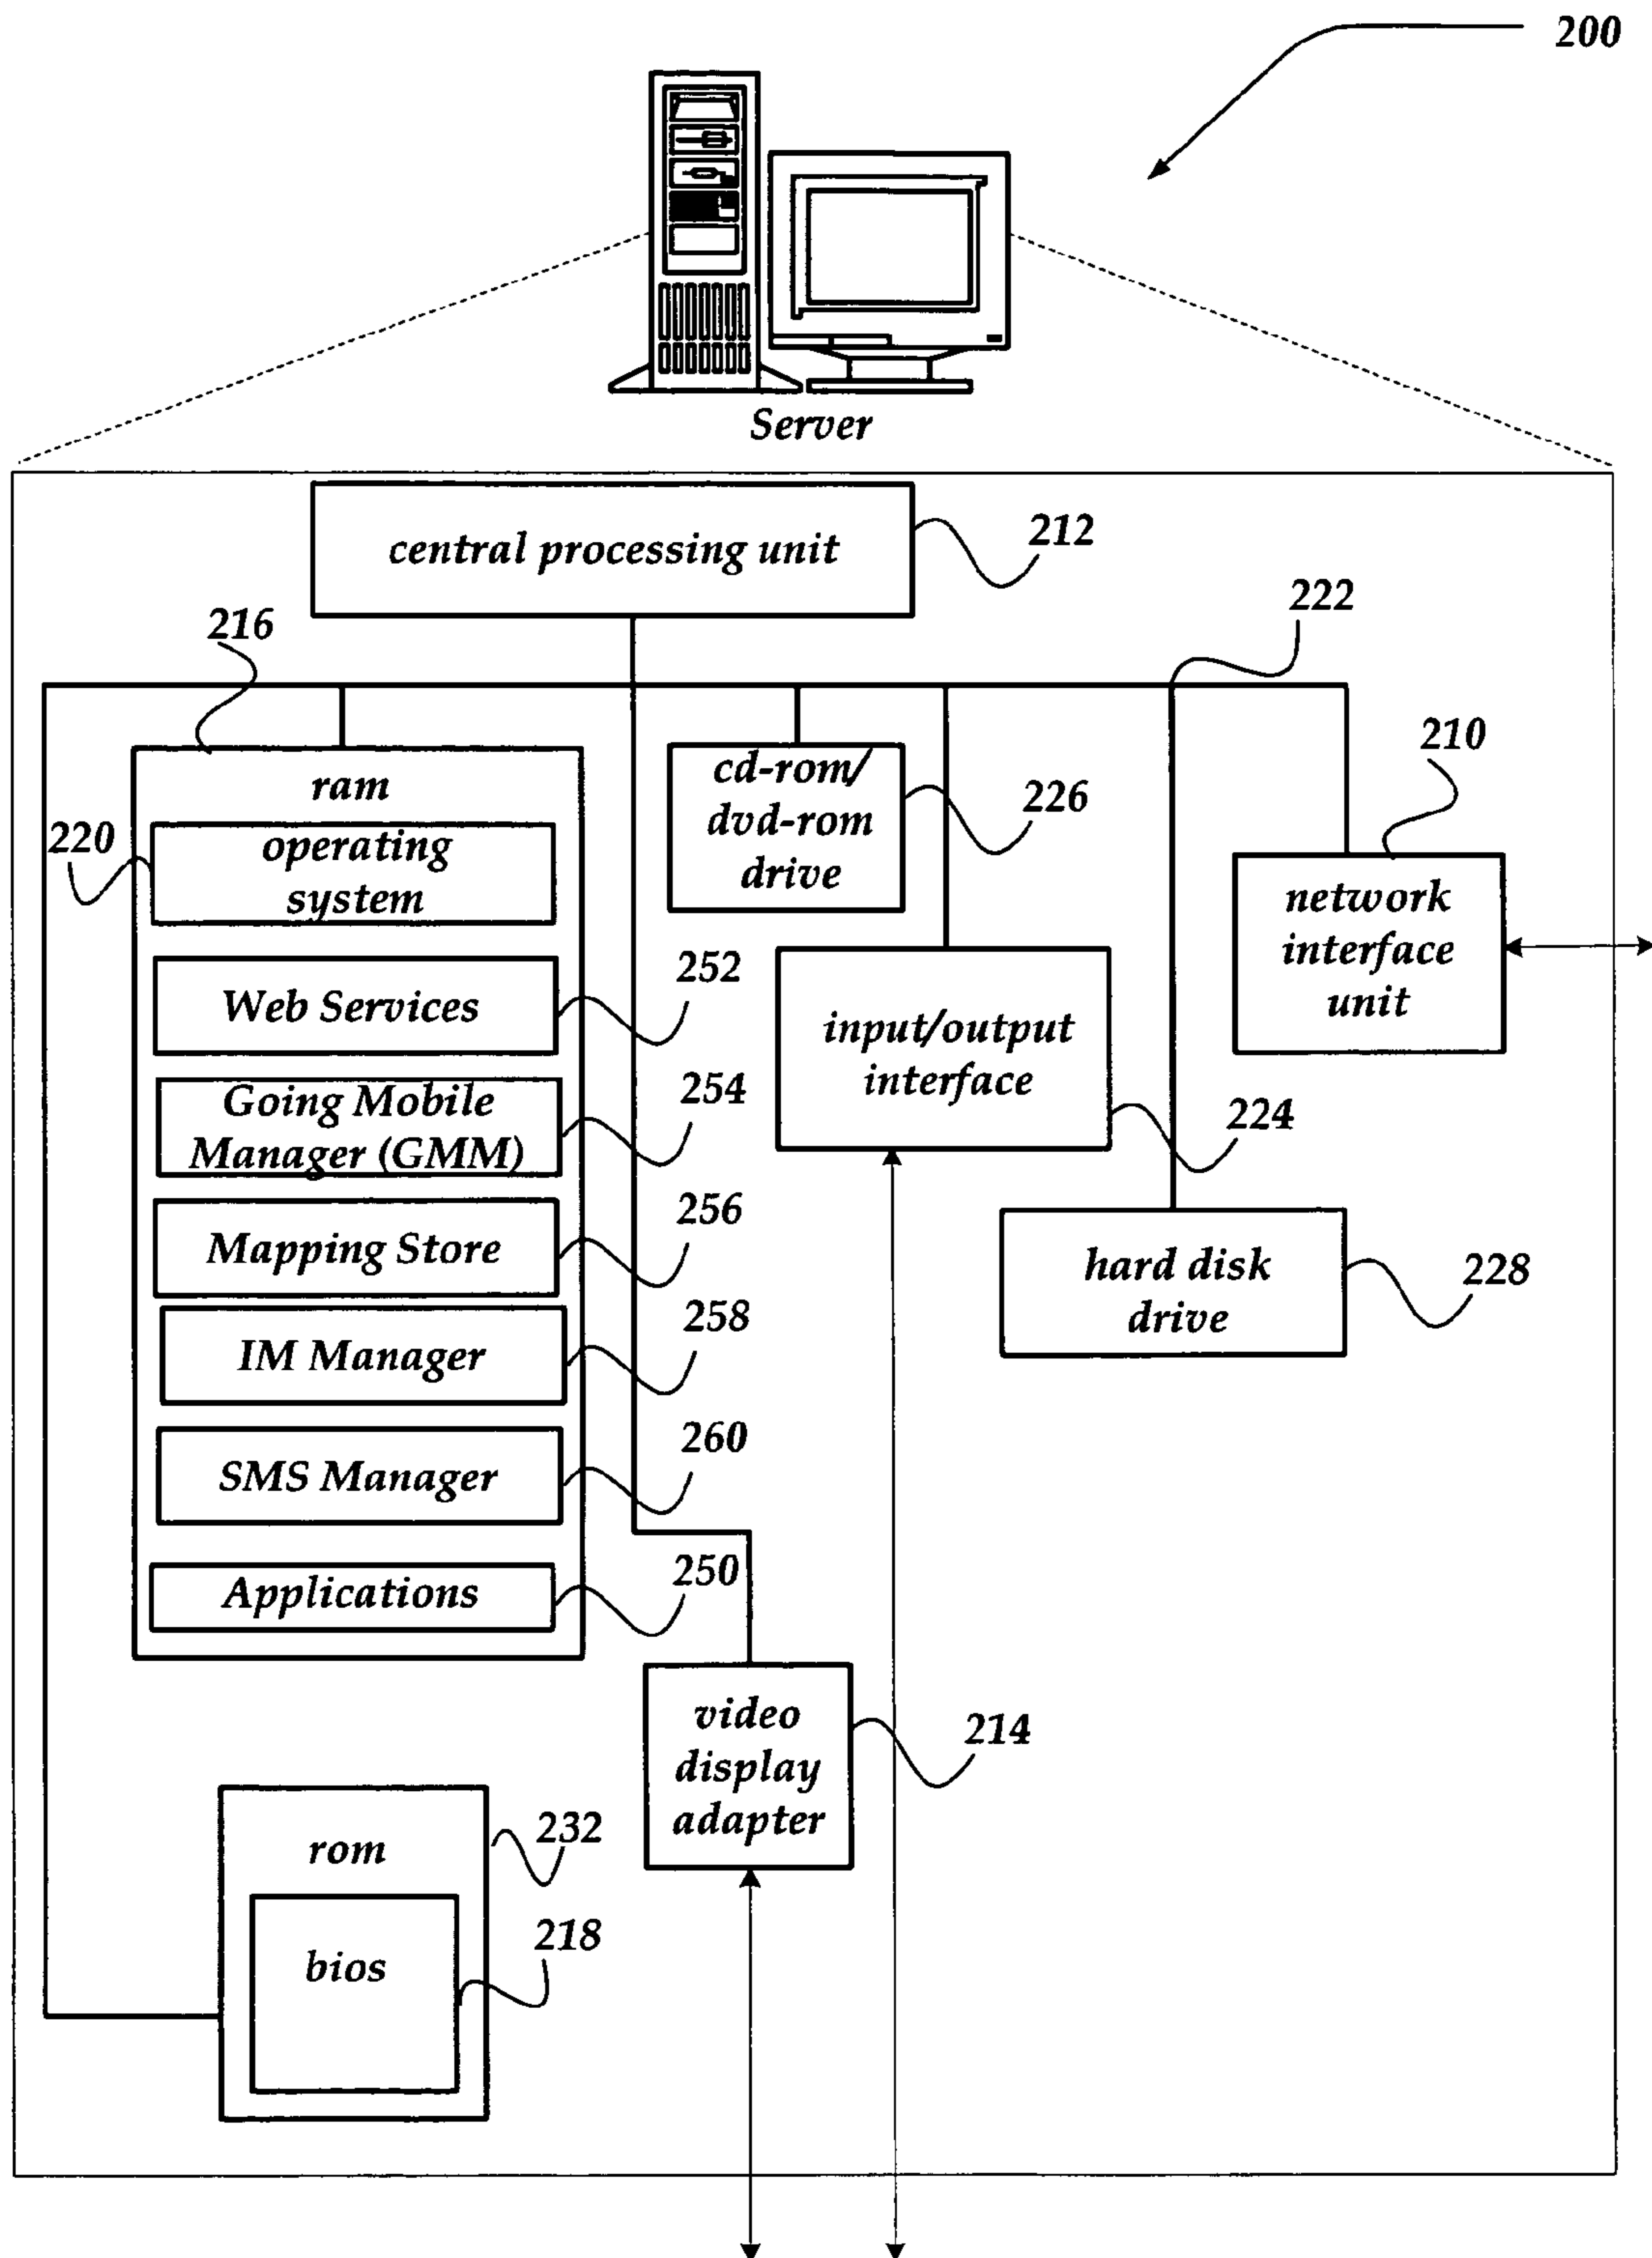 200
Server
central processing unit
212
222
216
210
ram
cd-rom/
dvd-rom
drive
226
220
operating
system
network
interface
unit
Web Services
252
input/output
interface
224
Going Mobile
Manager (GMM)
254
Mapping Store
256
hard disk
drive
228
IM Manager
258
SMS Manager
260
Applications
250
video
display
adapter
214
rom
232
bios
218